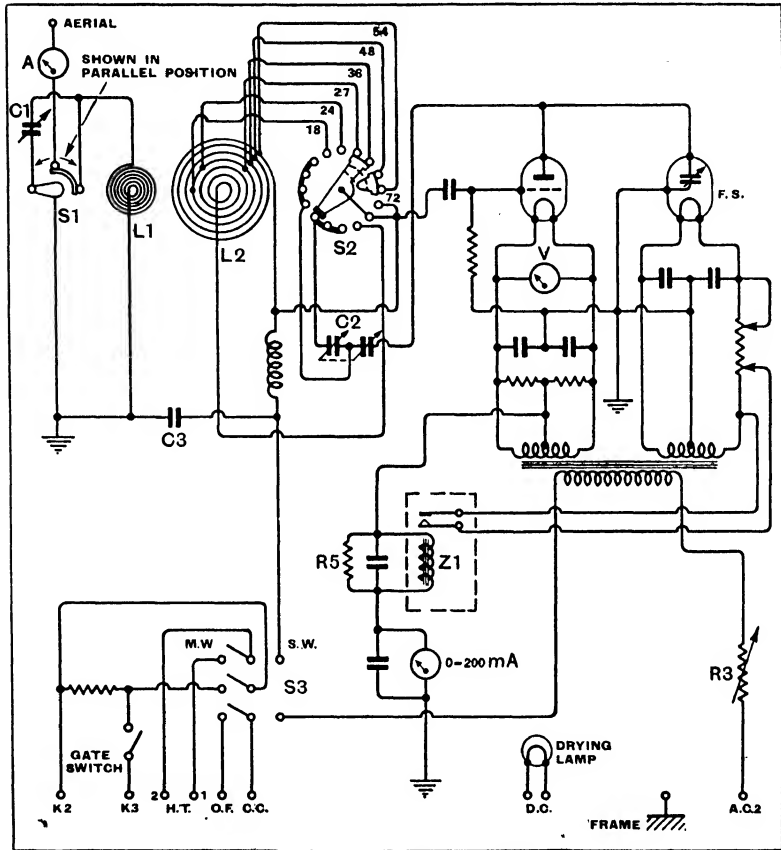 AERIAL
SHOWN IN
PARALLEL POSITION
A
C1
S1
L1
L2
54
48
36
27
24
18
72
S2
C2
C3
V
F. S.
R5
Z1
0-200 mA
R3
M.W
S.W.
S3
GATE
SWITCH
DRYING
LAMP
K2
K3
2
H.T.
1
O.F.
C.C.
D.C.
FRAME
A.C.2